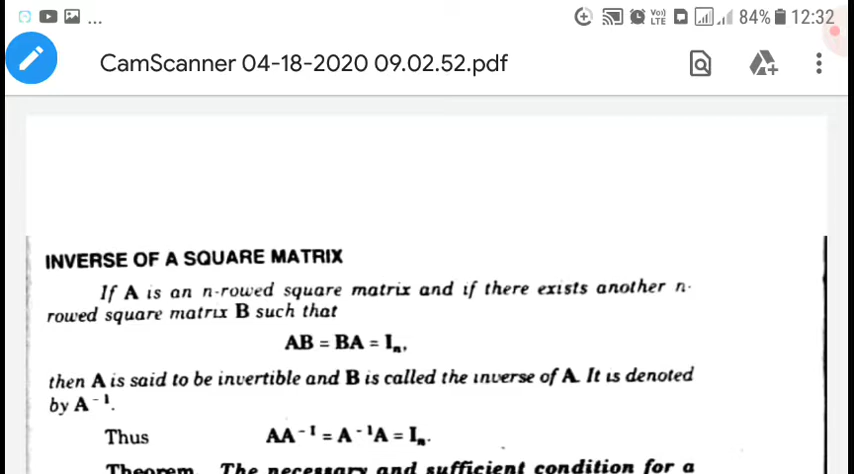 ... Vo) LTE 84% 12:32
CamScanner 04-18-2020 09.02.52.pdf
INVERSE OF A SQUARE MATRIX
If A is an n-rowed square matrix and if there exists another n-
rowed square matrix B such that
AB = BA = Iₙ,
then A is said to be invertible and B is called the inverse of A. It is denoted
by A⁻¹.
Thus AA⁻¹ = A⁻¹A = Iₙ.
Theorem. The necessary and sufficient condition for a